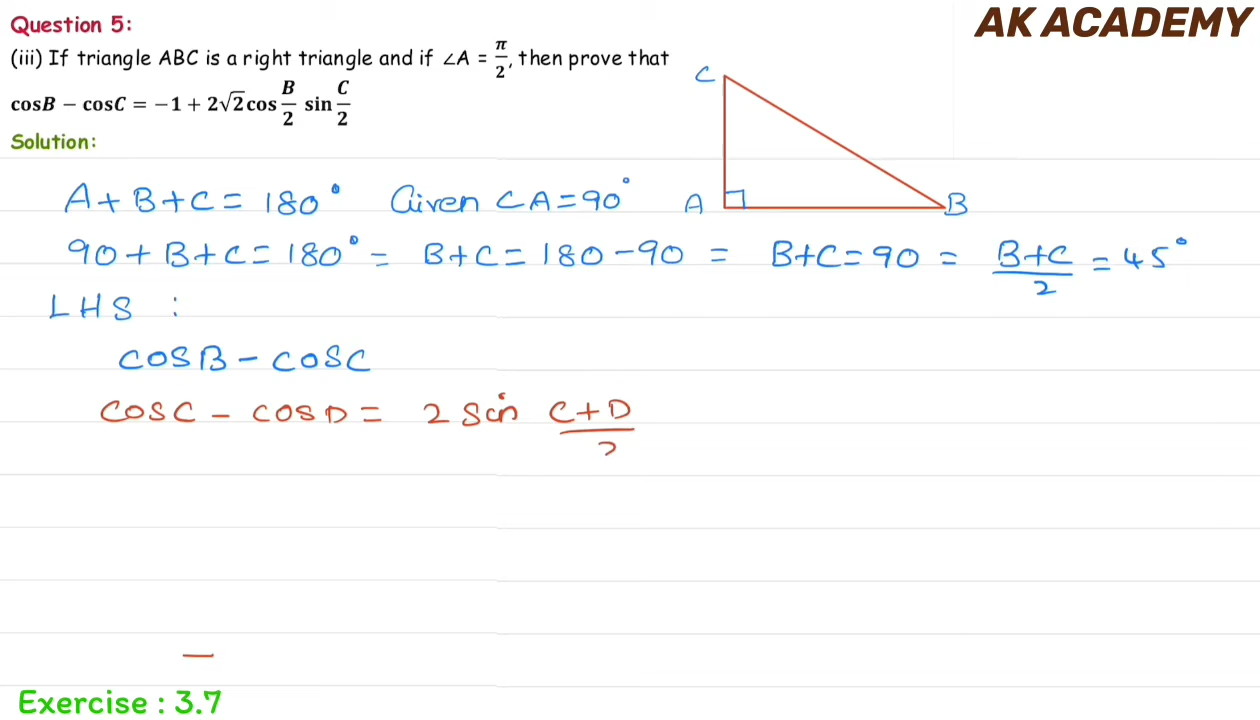 AK ACADEMY
Question 5:
(iii) If triangle ABC is a right triangle and if ∠A = π/2, then prove that
cosB − cosC = −1 + 2√2cos B/2 sin C/2
Solution:
C
A
B
A + B + C = 180° Given ∠A = 90°
90 + B + C = 180° = B+C = 180 − 90 = B+C = 90 = B+C/2 = 45°
LHS :
COSB − COSC
COSC − COSD = 2 Sin C+D/2
Exercise : 3.7